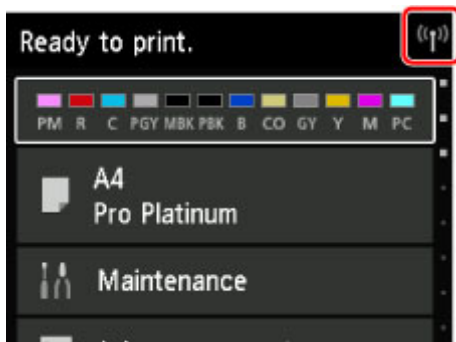 Ready to print.
PM R C PGY MBK PBK B CO GY Y M PC
A4
Pro Platinum
Maintenance